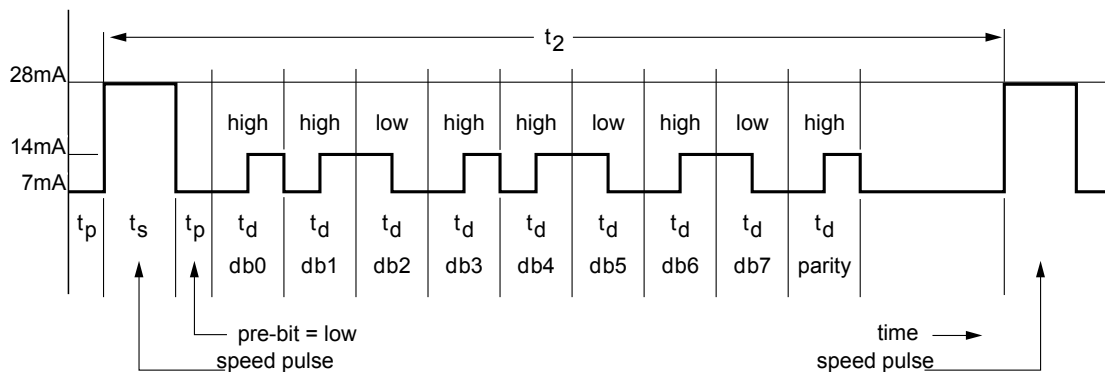 t2
28mA
high high low high high low high low high
14mA
7mA
tp ts tp td td td td td td td td td
db0 db1 db2 db3 db4 db5 db6 db7 parity
pre-bit = low
time
speed pulse
speed pulse